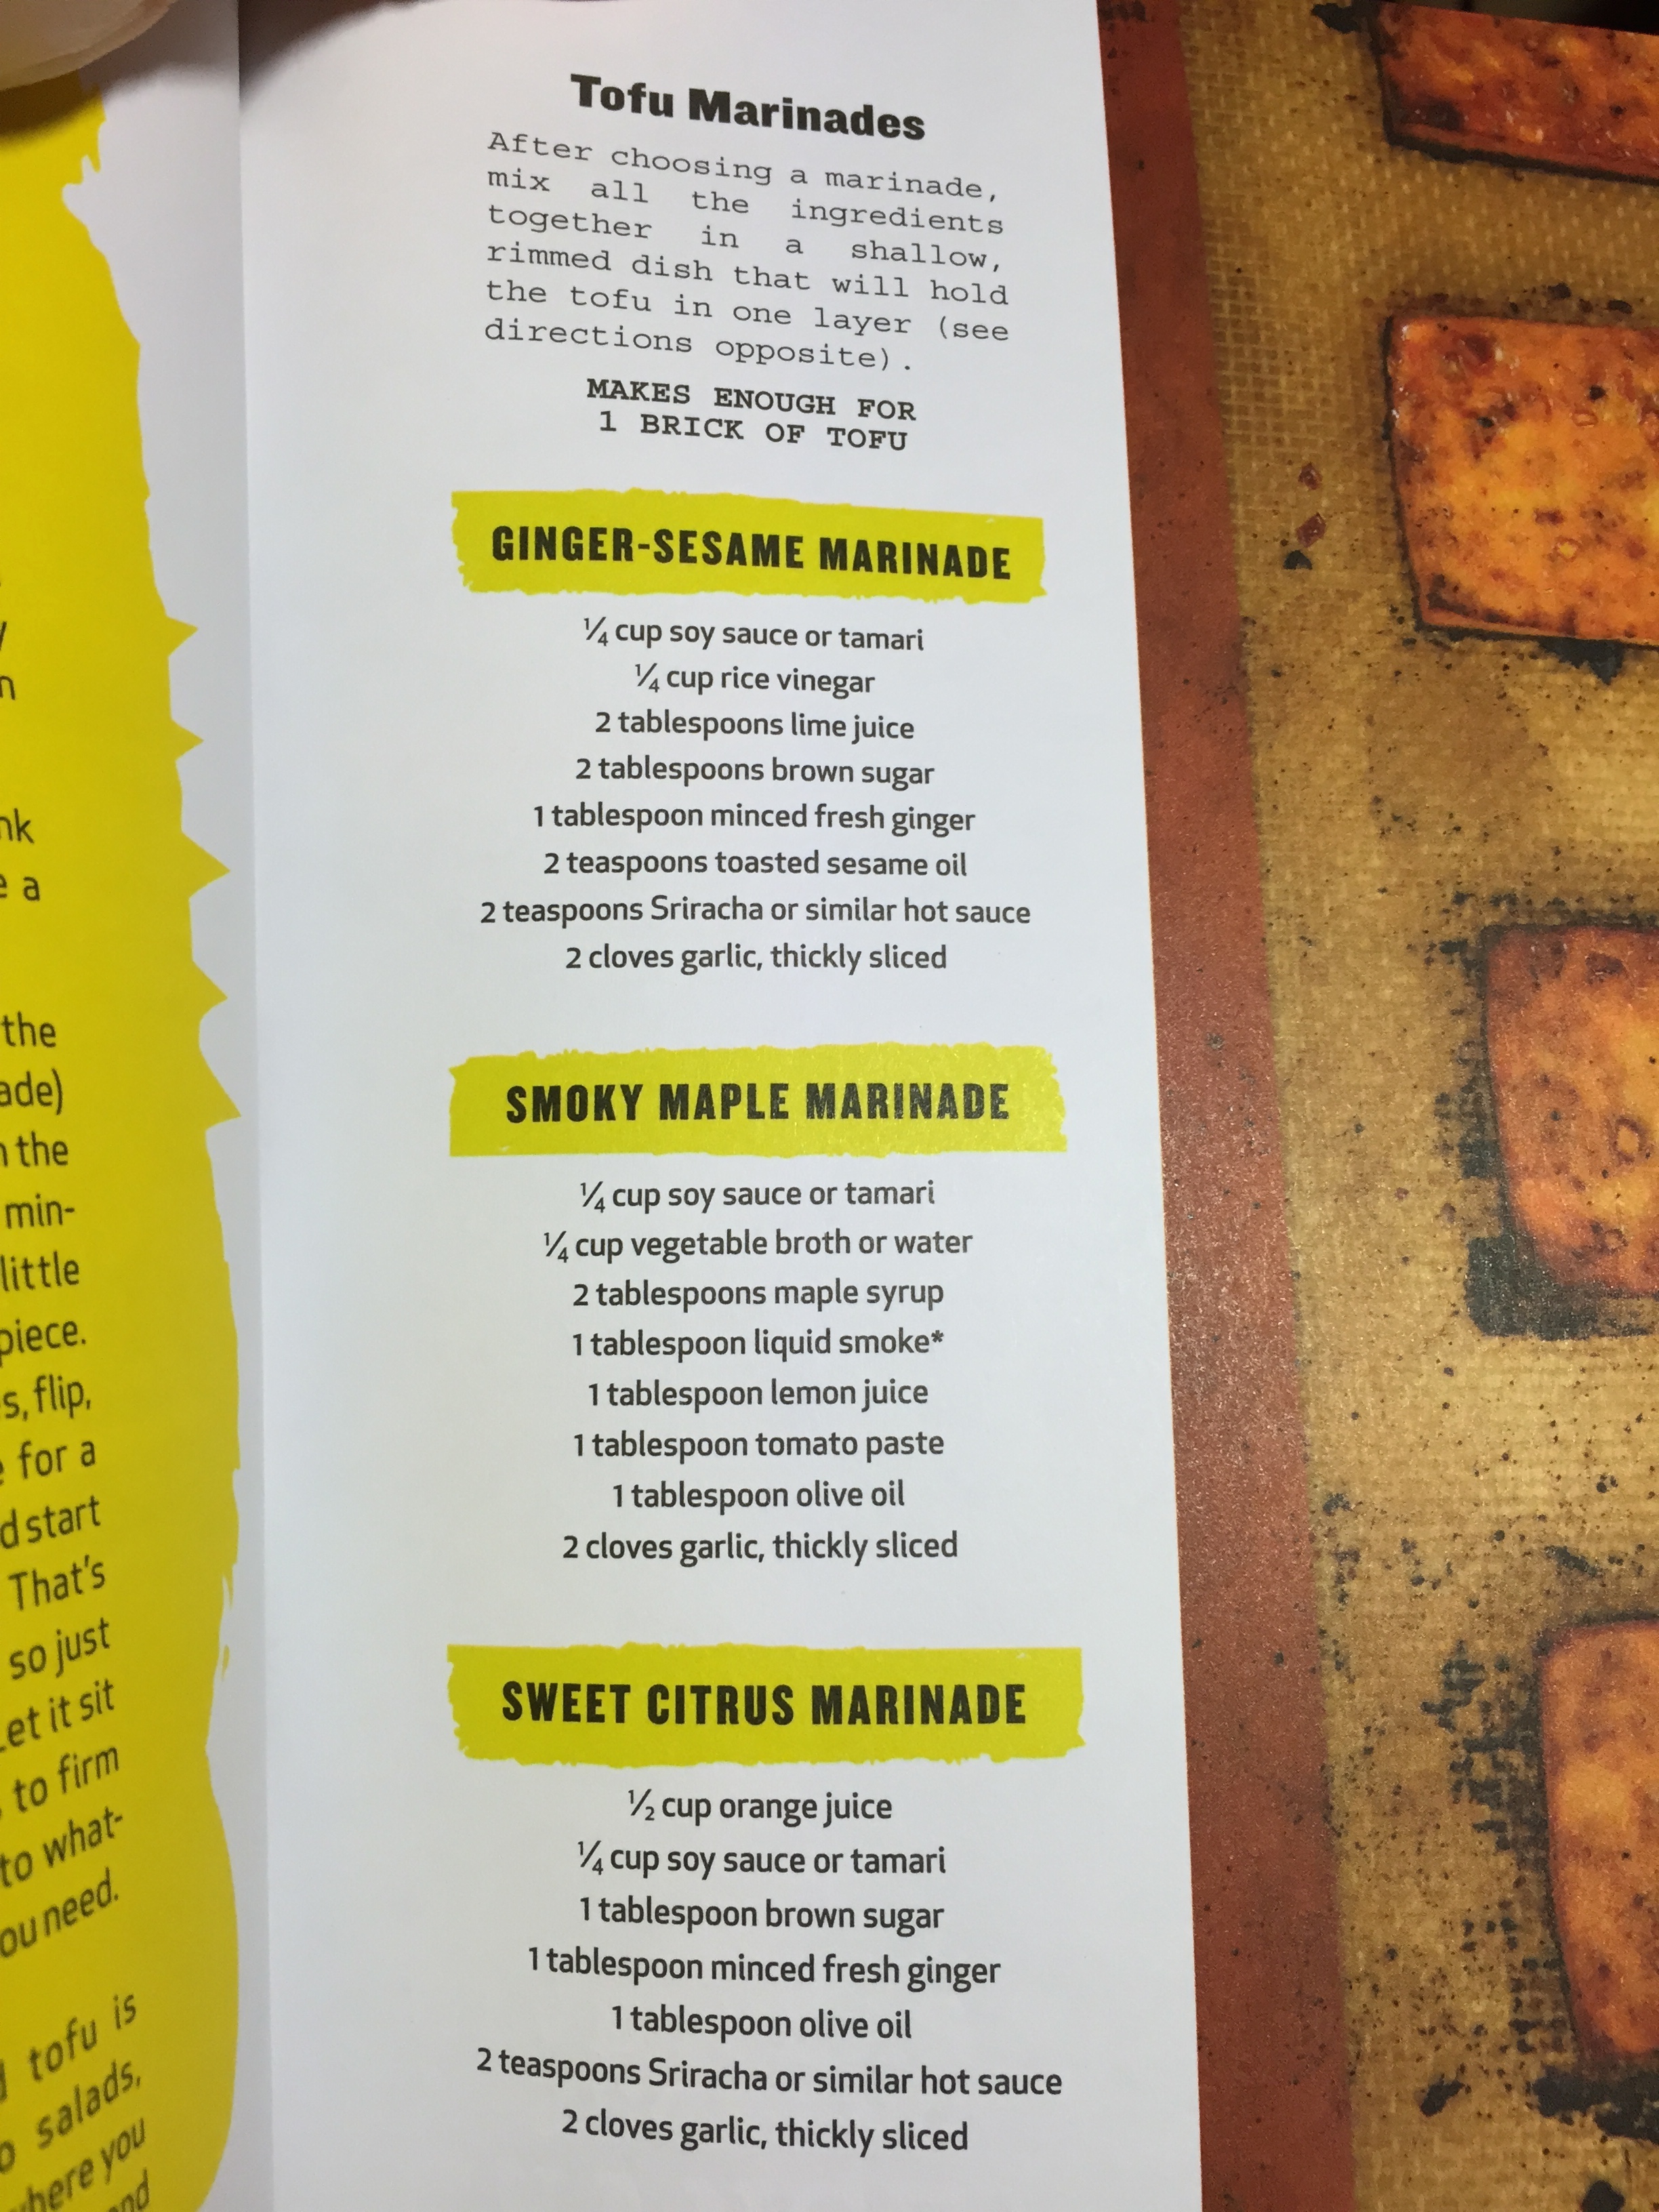 nk
e a
the
ade)
n the
min-
little
piece.
s, flip,
for a
d start
That's
so just
Let it sit
to firm
to what-
ou need.
tofu is
salads,
where you
Tofu Marinades
After choosing a marinade,
mix all the ingredients
together in a shallow,
rimmed dish that will hold
the tofu in one layer (see
directions opposite).
MAKES ENOUGH FOR
1 BRICK OF TOFU
GINGER-SESAME MARINADE
¼ cup soy sauce or tamari
¼ cup rice vinegar
2 tablespoons lime juice
2 tablespoons brown sugar
1 tablespoon minced fresh ginger
2 teaspoons toasted sesame oil
2 teaspoons Sriracha or similar hot sauce
2 cloves garlic, thickly sliced
SMOKY MAPLE MARINADE
¼ cup soy sauce or tamari
¼ cup vegetable broth or water
2 tablespoons maple syrup
1 tablespoon liquid smoke*
1 tablespoon lemon juice
1 tablespoon tomato paste
1 tablespoon olive oil
2 cloves garlic, thickly sliced
SWEET CITRUS MARINADE
½ cup orange juice
¼ cup soy sauce or tamari
1 tablespoon brown sugar
1 tablespoon minced fresh ginger
1 tablespoon olive oil
2 teaspoons Sriracha or similar hot sauce
2 cloves garlic, thickly sliced